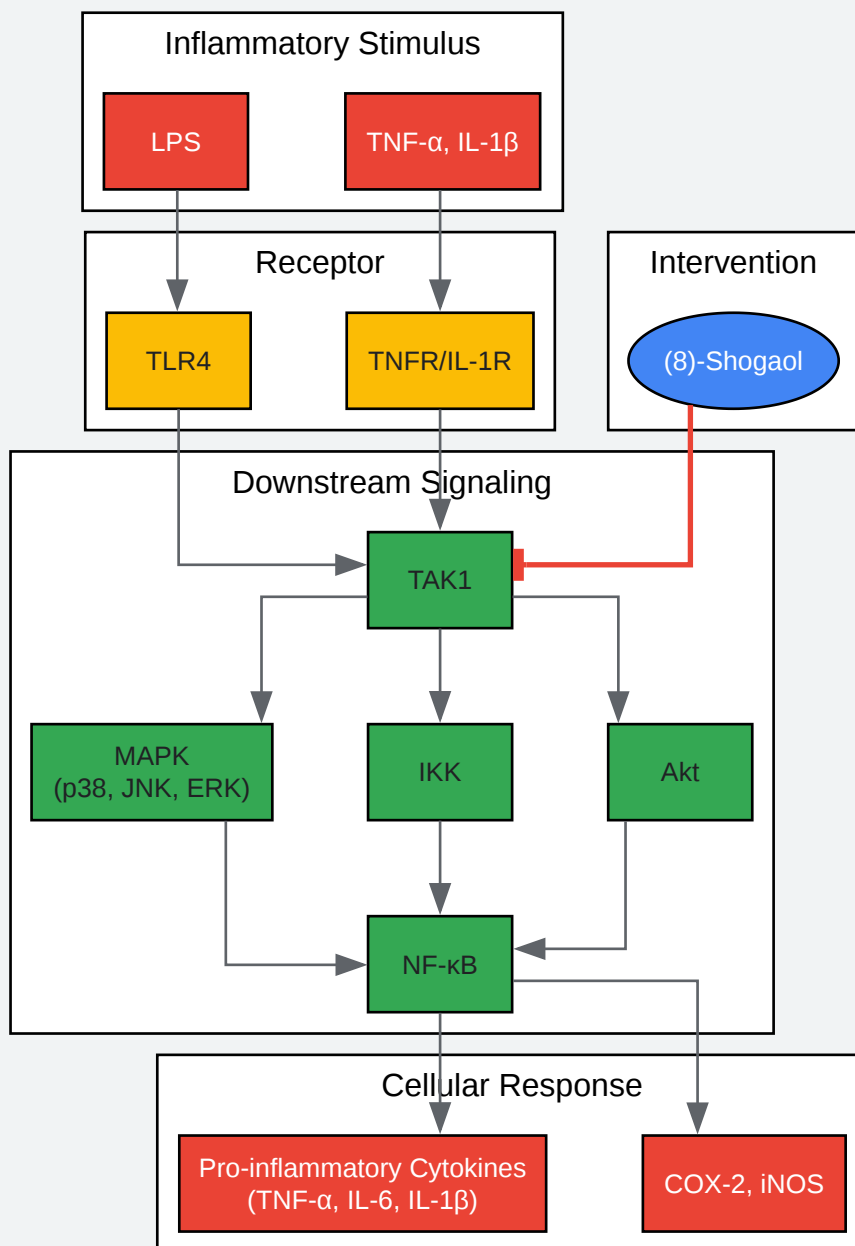 Inflammatory Stimulus
LPS
TNF-α, IL-1β
Receptor
Intervention
TLR4
TNFR/IL-1R
(8)-Shogaol
Downstream Signaling
TAK1
MAPK
(p38, JNK, ERK)
IKK
Akt
NF-κB
Cellular Response
Pro-inflammatory Cytokines
(TNF-α, IL-6, IL-1β)
COX-2, iNOS